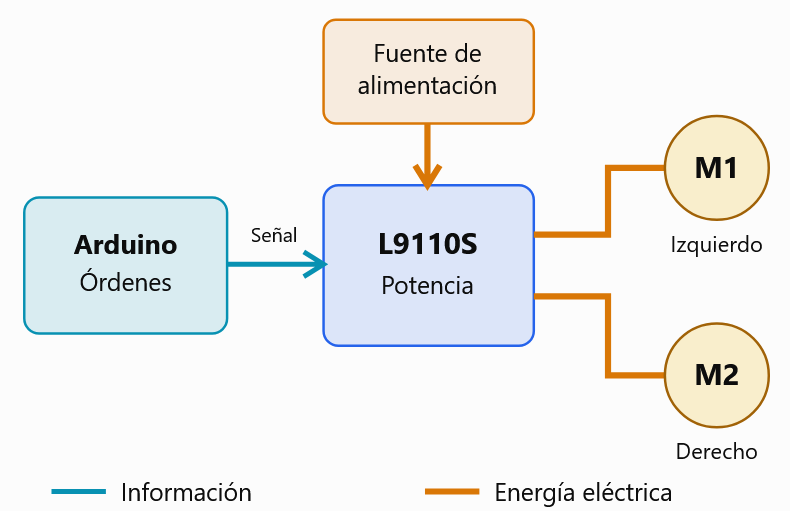 Fuente de
alimentación
Arduino
Órdenes
Señal
L9110S
Potencia
M1
Izquierdo
M2
Derecho
Información
Energía eléctrica